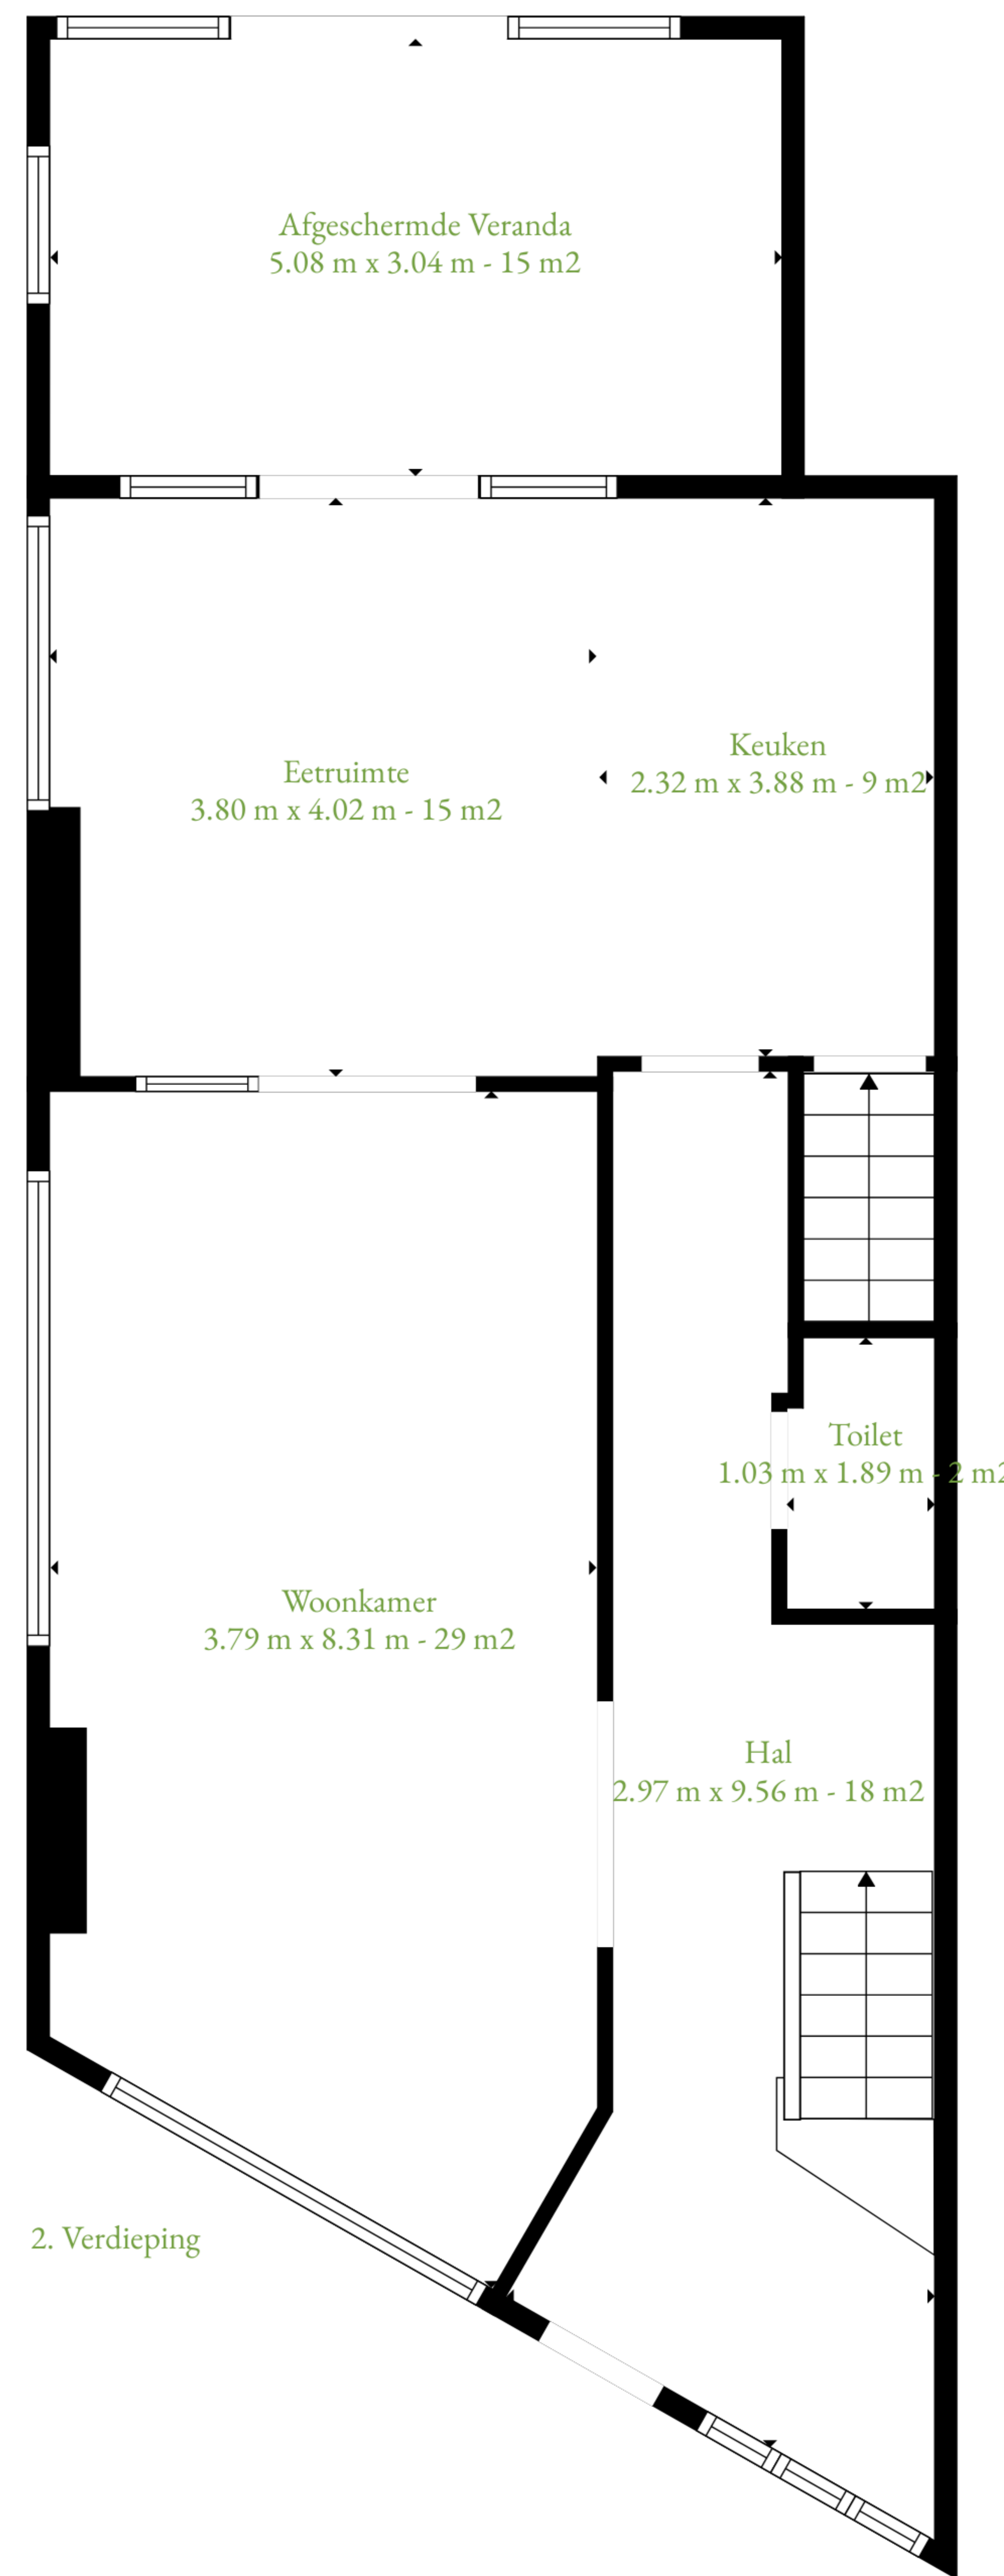 Afgeschermde Veranda
5.08 m x 3.04 m - 15 m2
Keuken
2.32 m x 3.88 m - 9 m2
Eetruimte
3.80 m x 4.02 m - 15 m2
Toilet
1.03 m x 1.89 m - 2 m2
Woonkamer
3.79 m x 8.31 m - 29 m2
Hal
2.97 m x 9.56 m - 18 m2
2. Verdieping